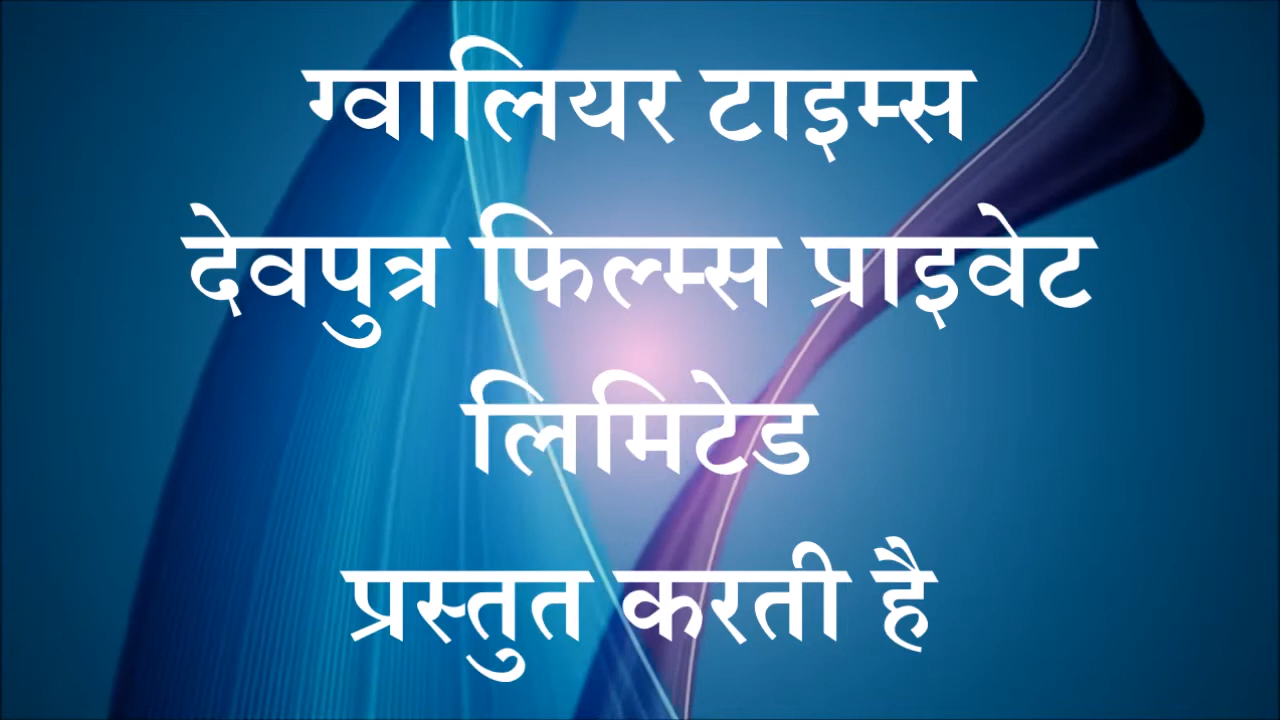 ग्वालियर टाइम्स
देवपुत्र फिल्म्स प्राइवेट
लिमिटेड
प्रस्तुत करती है